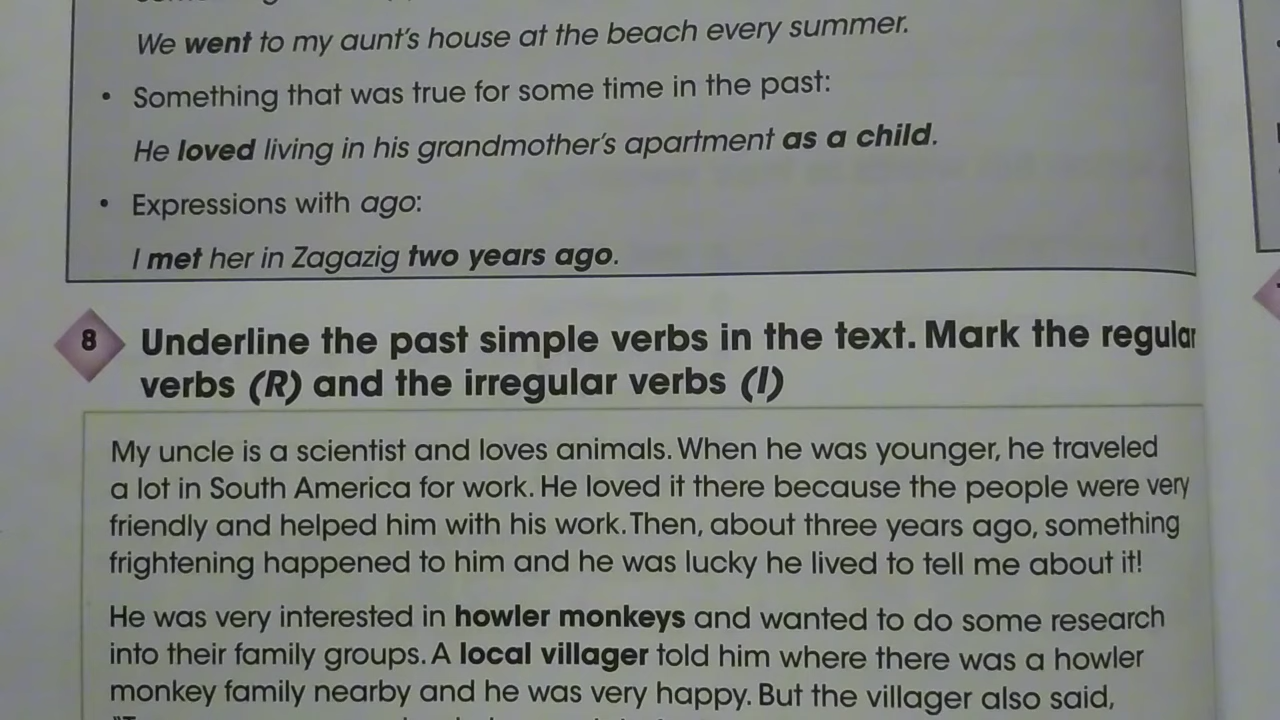 We went to my aunt's house at the beach every summer.
• Something that was true for some time in the past:
He loved living in his grandmother's apartment as a child.
• Expressions with ago:
I met her in Zagazig two years ago.
8 Underline the past simple verbs in the text. Mark the regular
verbs (R) and the irregular verbs (I)
My uncle is a scientist and loves animals. When he was younger, he traveled
a lot in South America for work. He loved it there because the people were very
friendly and helped him with his work. Then, about three years ago, something
frightening happened to him and he was lucky he lived to tell me about it!
He was very interested in howler monkeys and wanted to do some research
into their family groups. A local villager told him where there was a howler
monkey family nearby and he was very happy. But the villager also said,